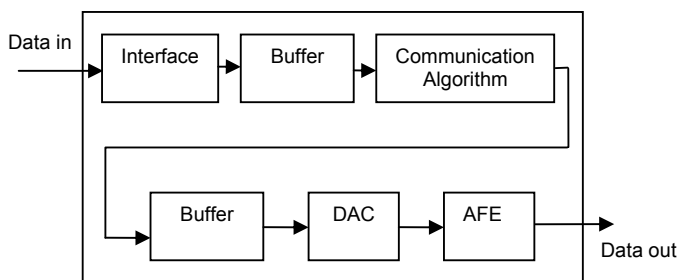 Data in
Interface
Buffer
Communication
Algorithm
Buffer
DAC
AFE
Data out